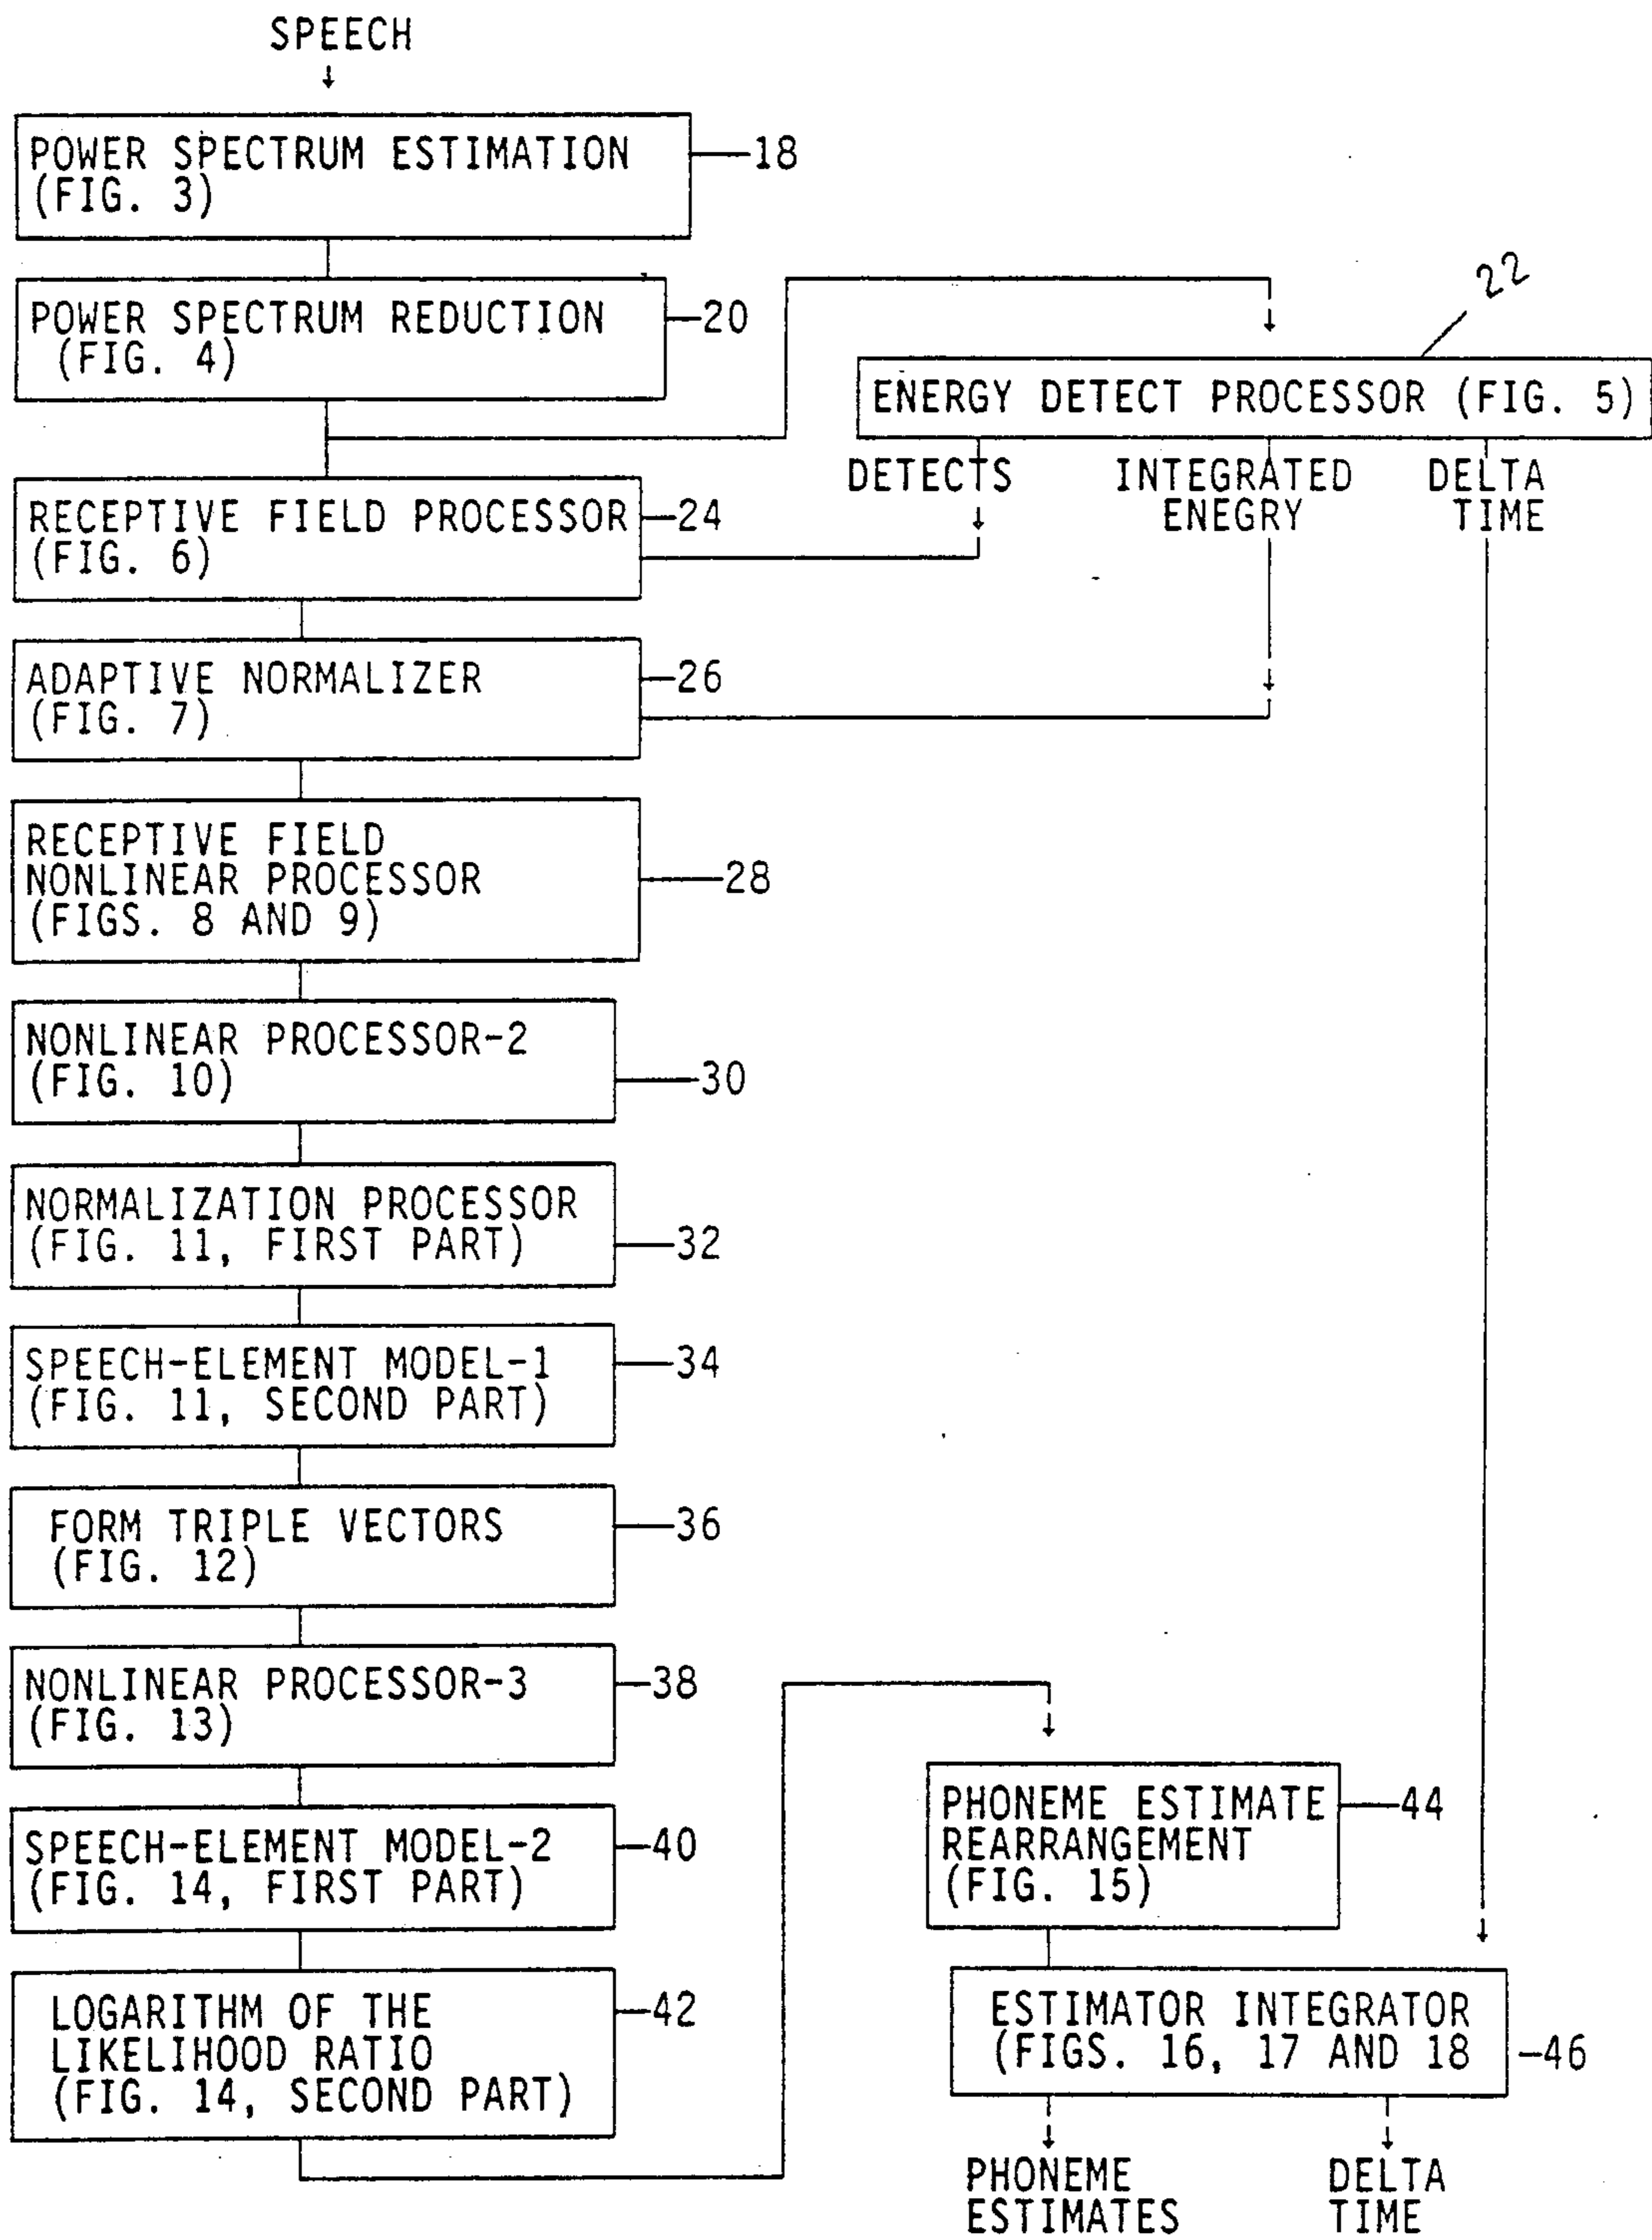 SPEECH
POWER SPECTRUM ESTIMATION
(FIG. 3)
18
POWER SPECTRUM REDUCTION
(FIG. 4)
20
22
ENERGY DETECT PROCESSOR (FIG. 5)
DETECTS
INTEGRATED
ENEGRY
DELTA
TIME
RECEPTIVE FIELD PROCESSOR
(FIG. 6)
24
ADAPTIVE NORMALIZER
(FIG. 7)
26
RECEPTIVE FIELD
NONLINEAR PROCESSOR
(FIGS. 8 AND 9)
28
NONLINEAR PROCESSOR-2
(FIG. 10)
30
NORMALIZATION PROCESSOR
(FIG. 11, FIRST PART)
32
SPEECH-ELEMENT MODEL-1
(FIG. 11, SECOND PART)
34
FORM TRIPLE VECTORS
(FIG. 12)
36
NONLINEAR PROCESSOR-3
(FIG. 13)
38
SPEECH-ELEMENT MODEL-2
(FIG. 14, FIRST PART)
40
LOGARITHM OF THE
LIKELIHOOD RATIO
(FIG. 14, SECOND PART)
42
PHONEME ESTIMATE
REARRANGEMENT
(FIG. 15)
44
ESTIMATOR INTEGRATOR
(FIGS. 16, 17 AND 18
46
PHONEME
ESTIMATES
DELTA
TIME